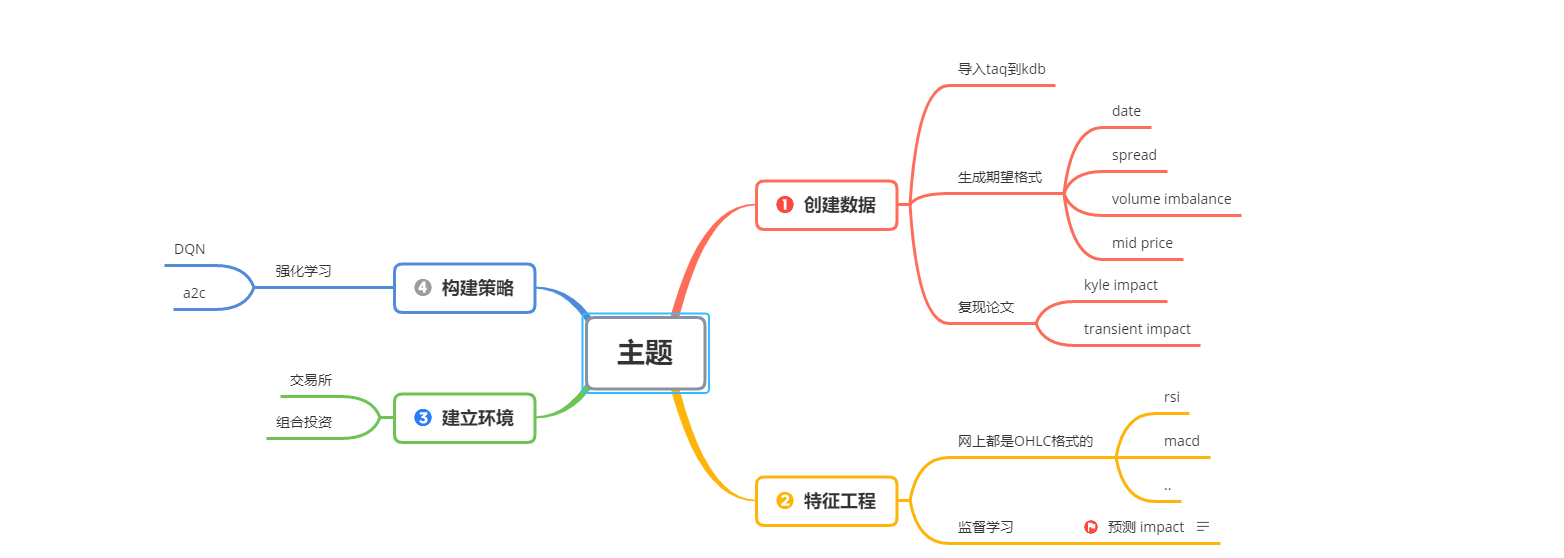 主题
1 创建数据
导入taq到kdb
生成期望格式
date
spread
volume imbalance
mid price
复现论文
kyle impact
transient impact
2 特征工程
网上都是OHLC格式的
rsi
macd
..
监督学习
预测 impact
3 建立环境
交易所
组合投资
4 构建策略
强化学习
DQN
a2c